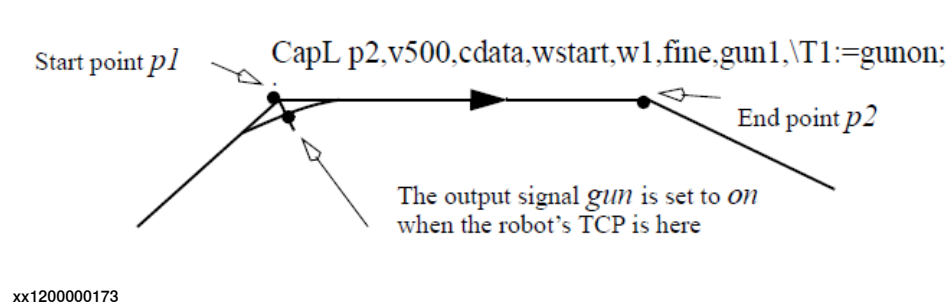 CapL p2,v500,cdata,wstart,w1,fine,gun1,\T1:=gunon;
Start point p1
End point p2
The output signal gun is set to on
when the robot's TCP is here
xx1200000173